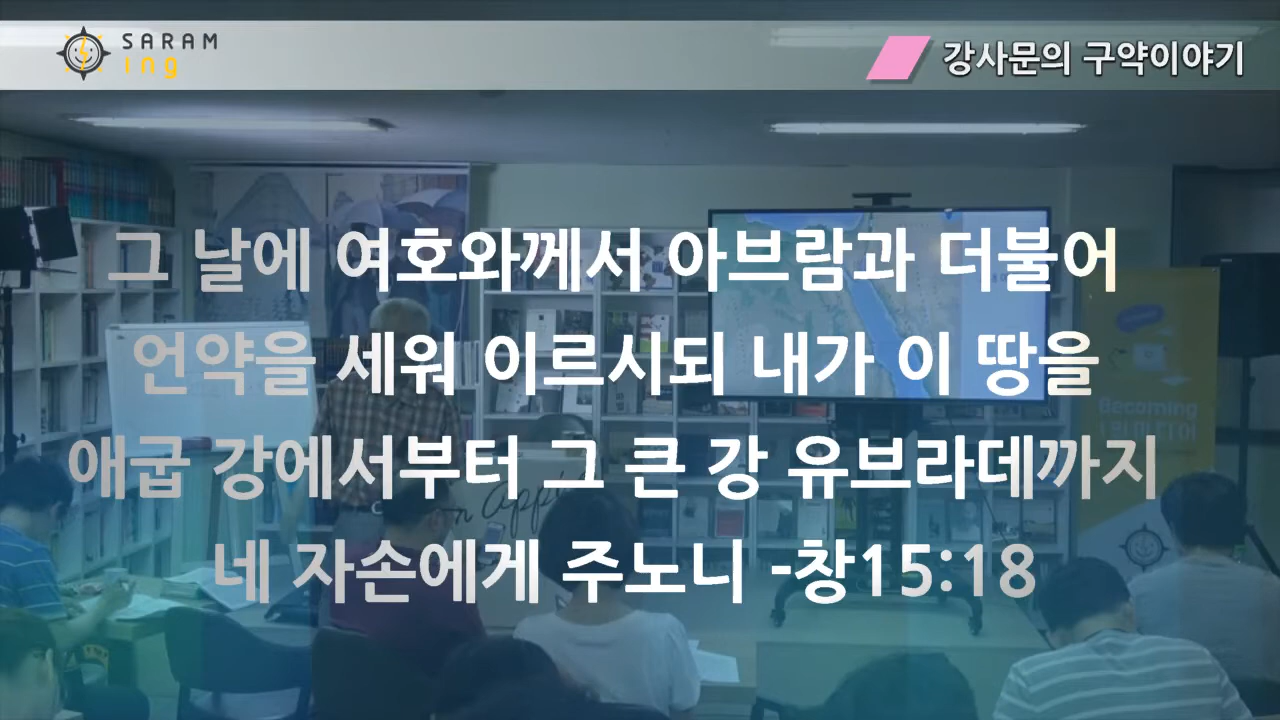 SARAM
ing
강사문의 구약이야기
그 날에 여호와께서 아브람과 더불어
언약을 세워 이르시되 내가 이 땅을
애굽 강에서부터 그 큰 강 유브라데까지
네 자손에게 주노니 -창15:18
Becoming